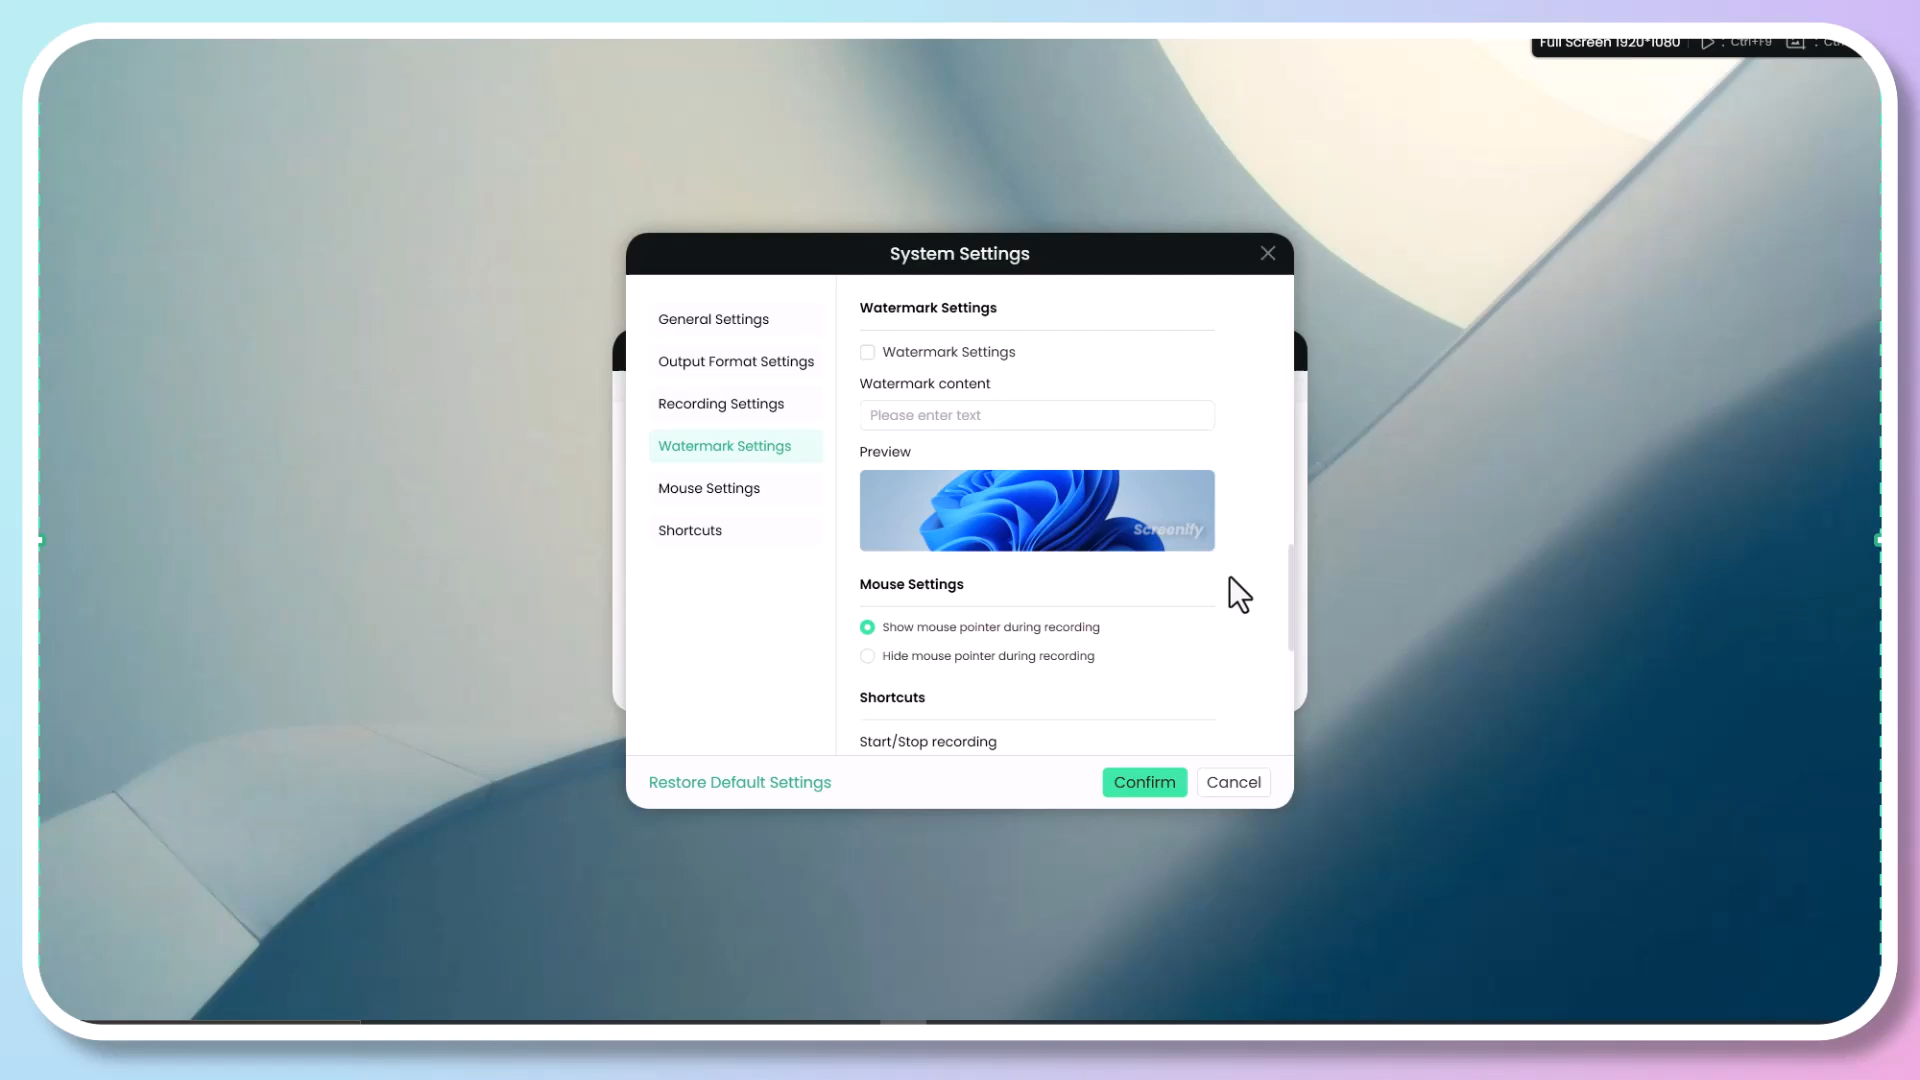 Full Screen 1920*1080 : Ctrl+F9 :
System Settings
General Settings
Output Format Settings
Recording Settings
Watermark Settings
Mouse Settings
Shortcuts
Watermark Settings
Watermark Settings
Watermark content
Please enter text
Preview
Screenify
Mouse Settings
Show mouse pointer during recording
Hide mouse pointer during recording
Shortcuts
Start/Stop recording
Restore Default Settings
Confirm
Cancel